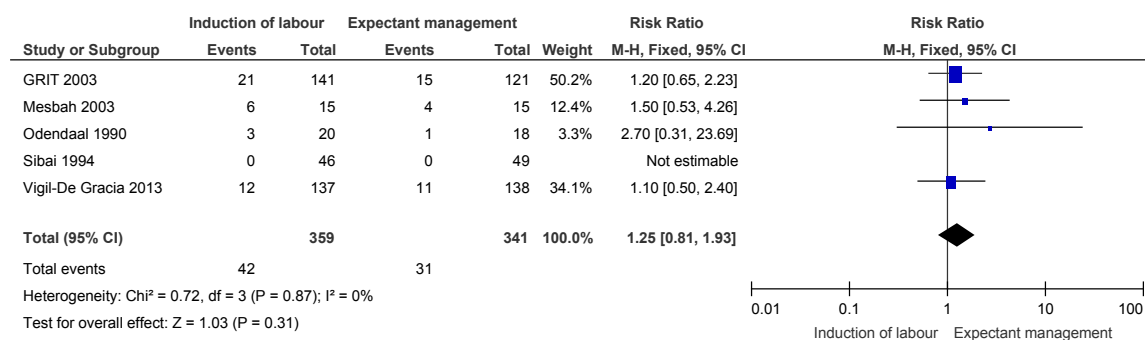 Induction of labour Expectant management Risk Ratio Risk Ratio
Study or Subgroup Events Total Events Total Weight M-H, Fixed, 95% CI M-H, Fixed, 95% CI
GRIT 2003 21 141 15 121 50.2% 1.20 [0.65, 2.23]
Mesbah 2003 6 15 4 15 12.4% 1.50 [0.53, 4.26]
Odendaal 1990 3 20 1 18 3.3% 2.70 [0.31, 23.69]
Sibai 1994 0 46 0 49 Not estimable
Vigil-De Gracia 2013 12 137 11 138 34.1% 1.10 [0.50, 2.40]
Total (95% CI) 359 341 100.0% 1.25 [0.81, 1.93]
Total events 42 31
Heterogeneity: Chi² = 0.72, df = 3 (P = 0.87); I² = 0%
Test for overall effect: Z = 1.03 (P = 0.31)
0.01 0.1 1 10 100
Induction of labour Expectant management